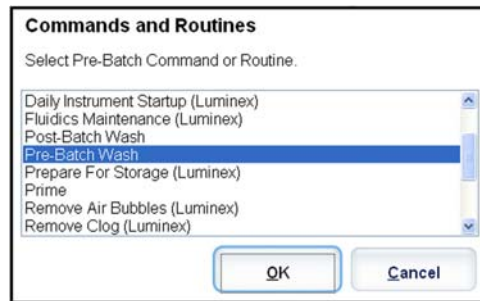 Commands and Routines
Select Pre-Batch Command or Routine.
Daily Instrument Startup (Luminex)
Fluidics Maintenance (Luminex)
Post-Batch Wash
Pre-Batch Wash
Prepare For Storage (Luminex)
Prime
Remove Air Bubbles (Luminex)
Remove Clog (Luminex)
OK
Cancel